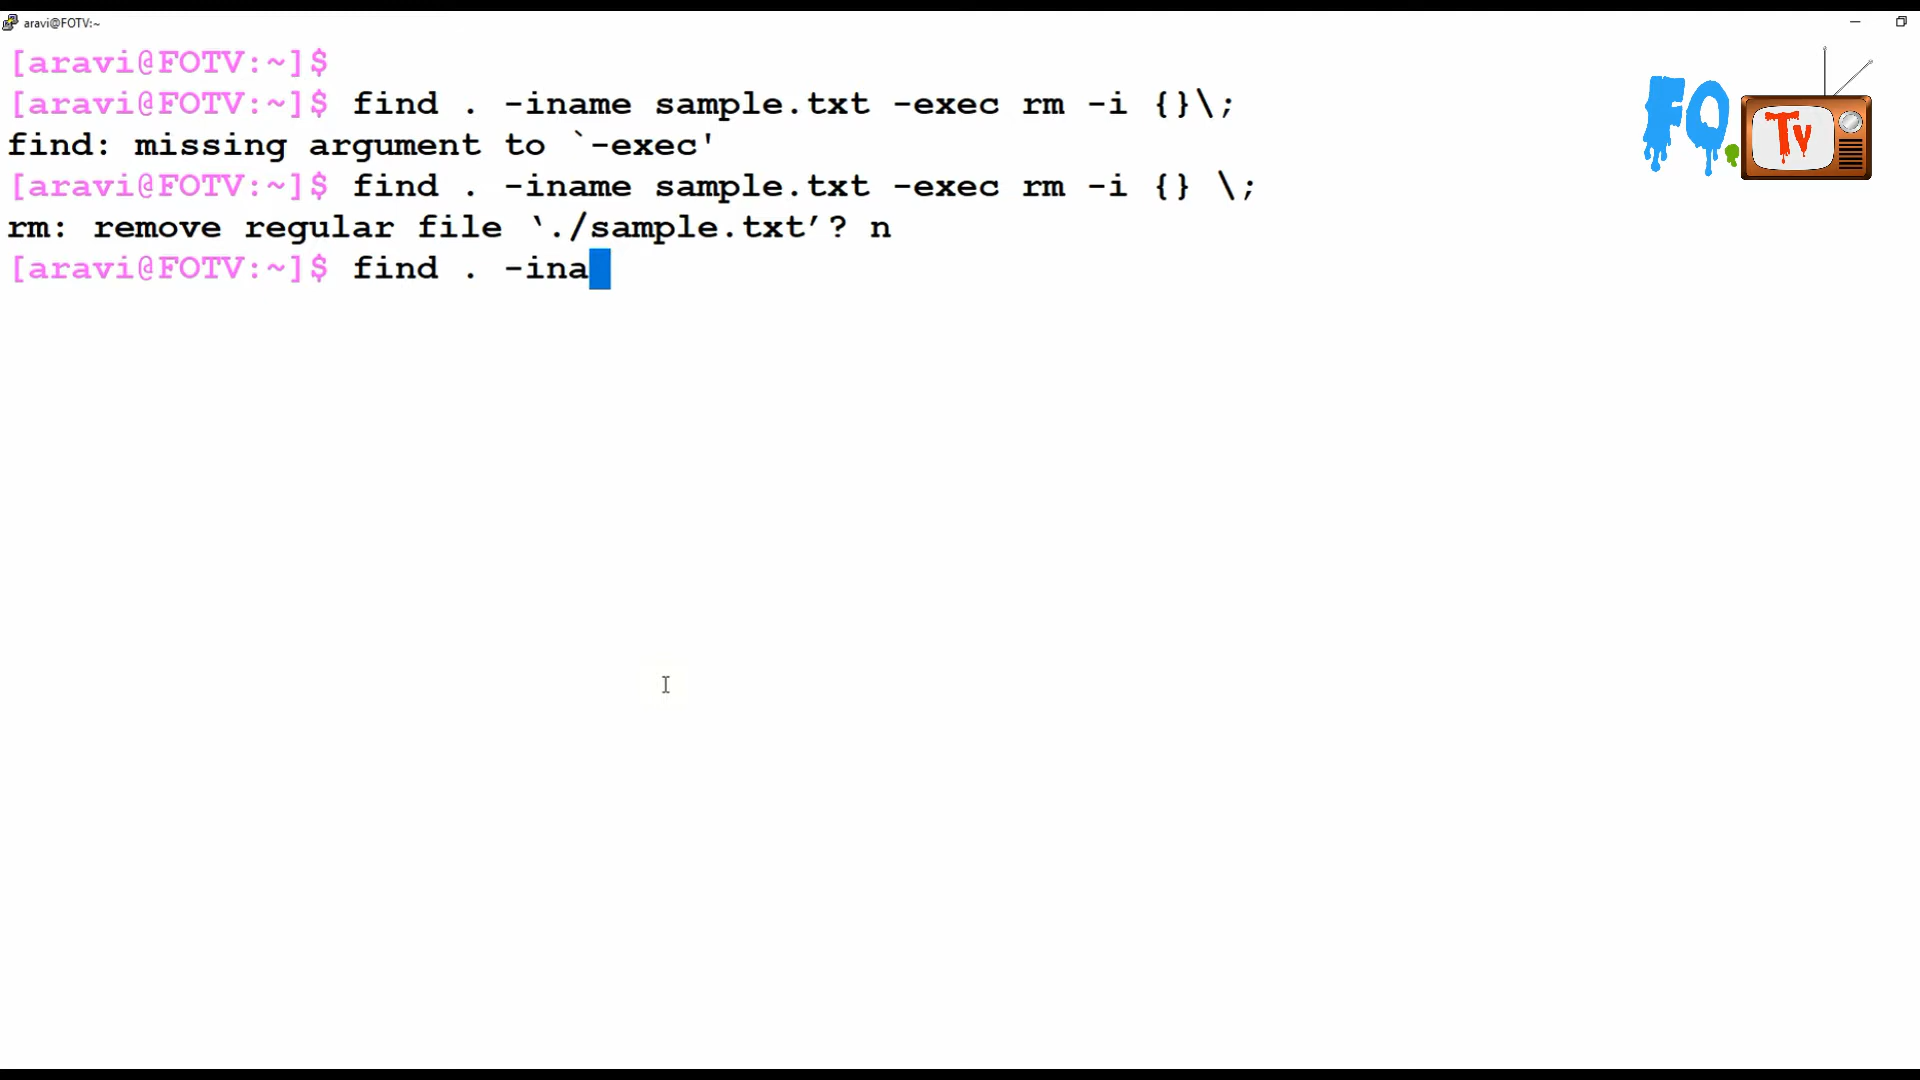 aravi@FOTV:~
[aravi@FOTV:~]$
[aravi@FOTV:~]$ find . -iname sample.txt -exec rm -i {}\;
find: missing argument to `-exec'
[aravi@FOTV:~]$ find . -iname sample.txt -exec rm -i {} \;
rm: remove regular file ‘./sample.txt’? n
[aravi@FOTV:~]$ find . -ina
FO.
Tv